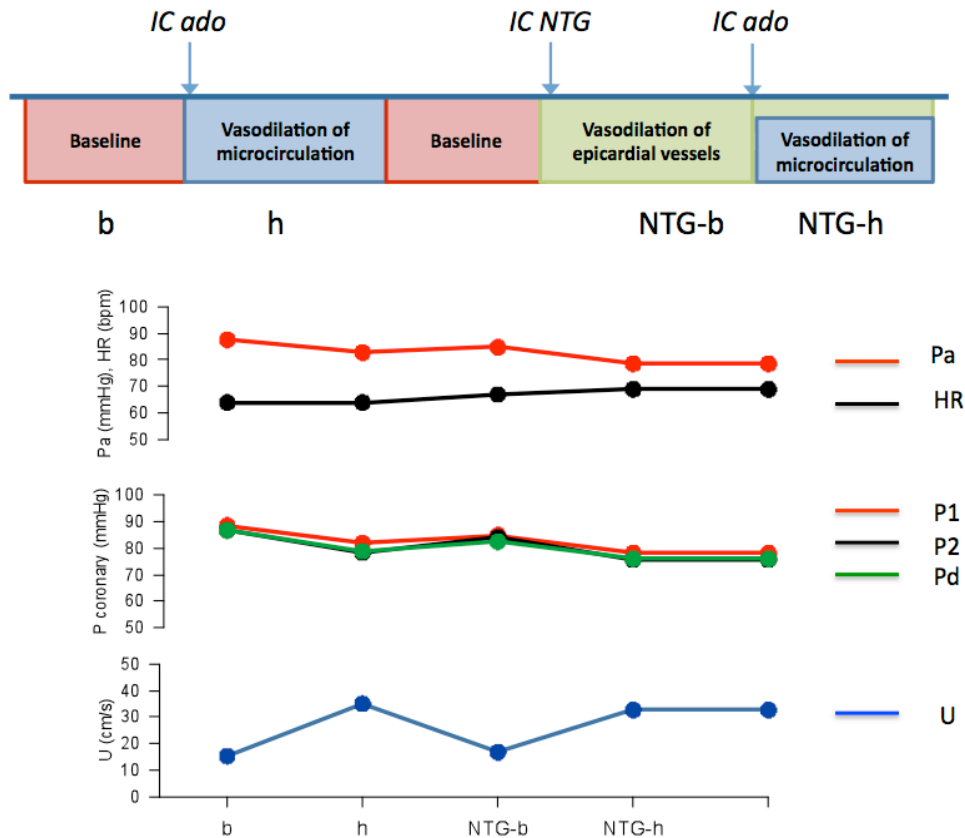 IC ado IC NTG IC ado
Baseline
Vasodilation of
microcirculation
Baseline
Vasodilation of
epicardial vessels
Vasodilation of
microcirculation
b h NTG-b NTG-h
Pa (mmHg), HR (bpm)
100
90
80
70
60
50
Pa
HR
P coronary (mmHg)
100
90
80
70
60
50
P1
P2
Pd
U (cm/s)
50
40
30
20
10
0
U
b h NTG-b NTG-h